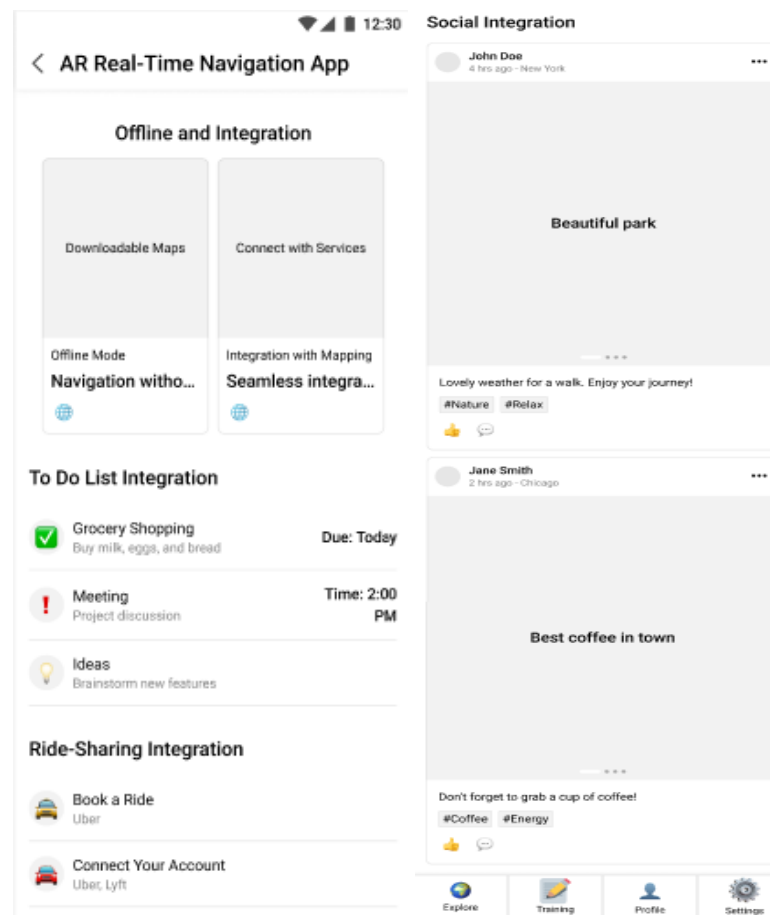 12:30
AR Real-Time Navigation App
Offline and Integration
Downloadable Maps
Connect with Services
Offline Mode
Navigation witho...
Integration with Mapping
Seamless integra...
To Do List Integration
Grocery Shopping
Buy milk, eggs, and bread
Due: Today
Meeting
Project discussion
Time: 2:00
PM
Ideas
Brainstorm new features
Ride-Sharing Integration
Book a Ride
Uber
Connect Your Account
Uber, Lyft
Social Integration
John Doe
4 hrs ago - New York
Beautiful park
Lovely weather for a walk. Enjoy your journey!
#Nature #Relax
Jane Smith
2 hrs ago - Chicago
Best coffee in town
Don't forget to grab a cup of coffee!
#Coffee #Energy
Explore Training Profile Settings